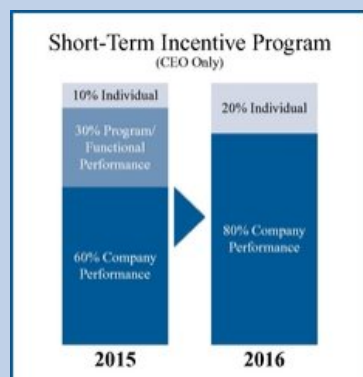 Short-Term Incentive Program
(CEO Only)
10% Individual
30% Program/
Functional
Performance
60% Company
Performance
20% Individual
80% Company
Performance
2015
2016